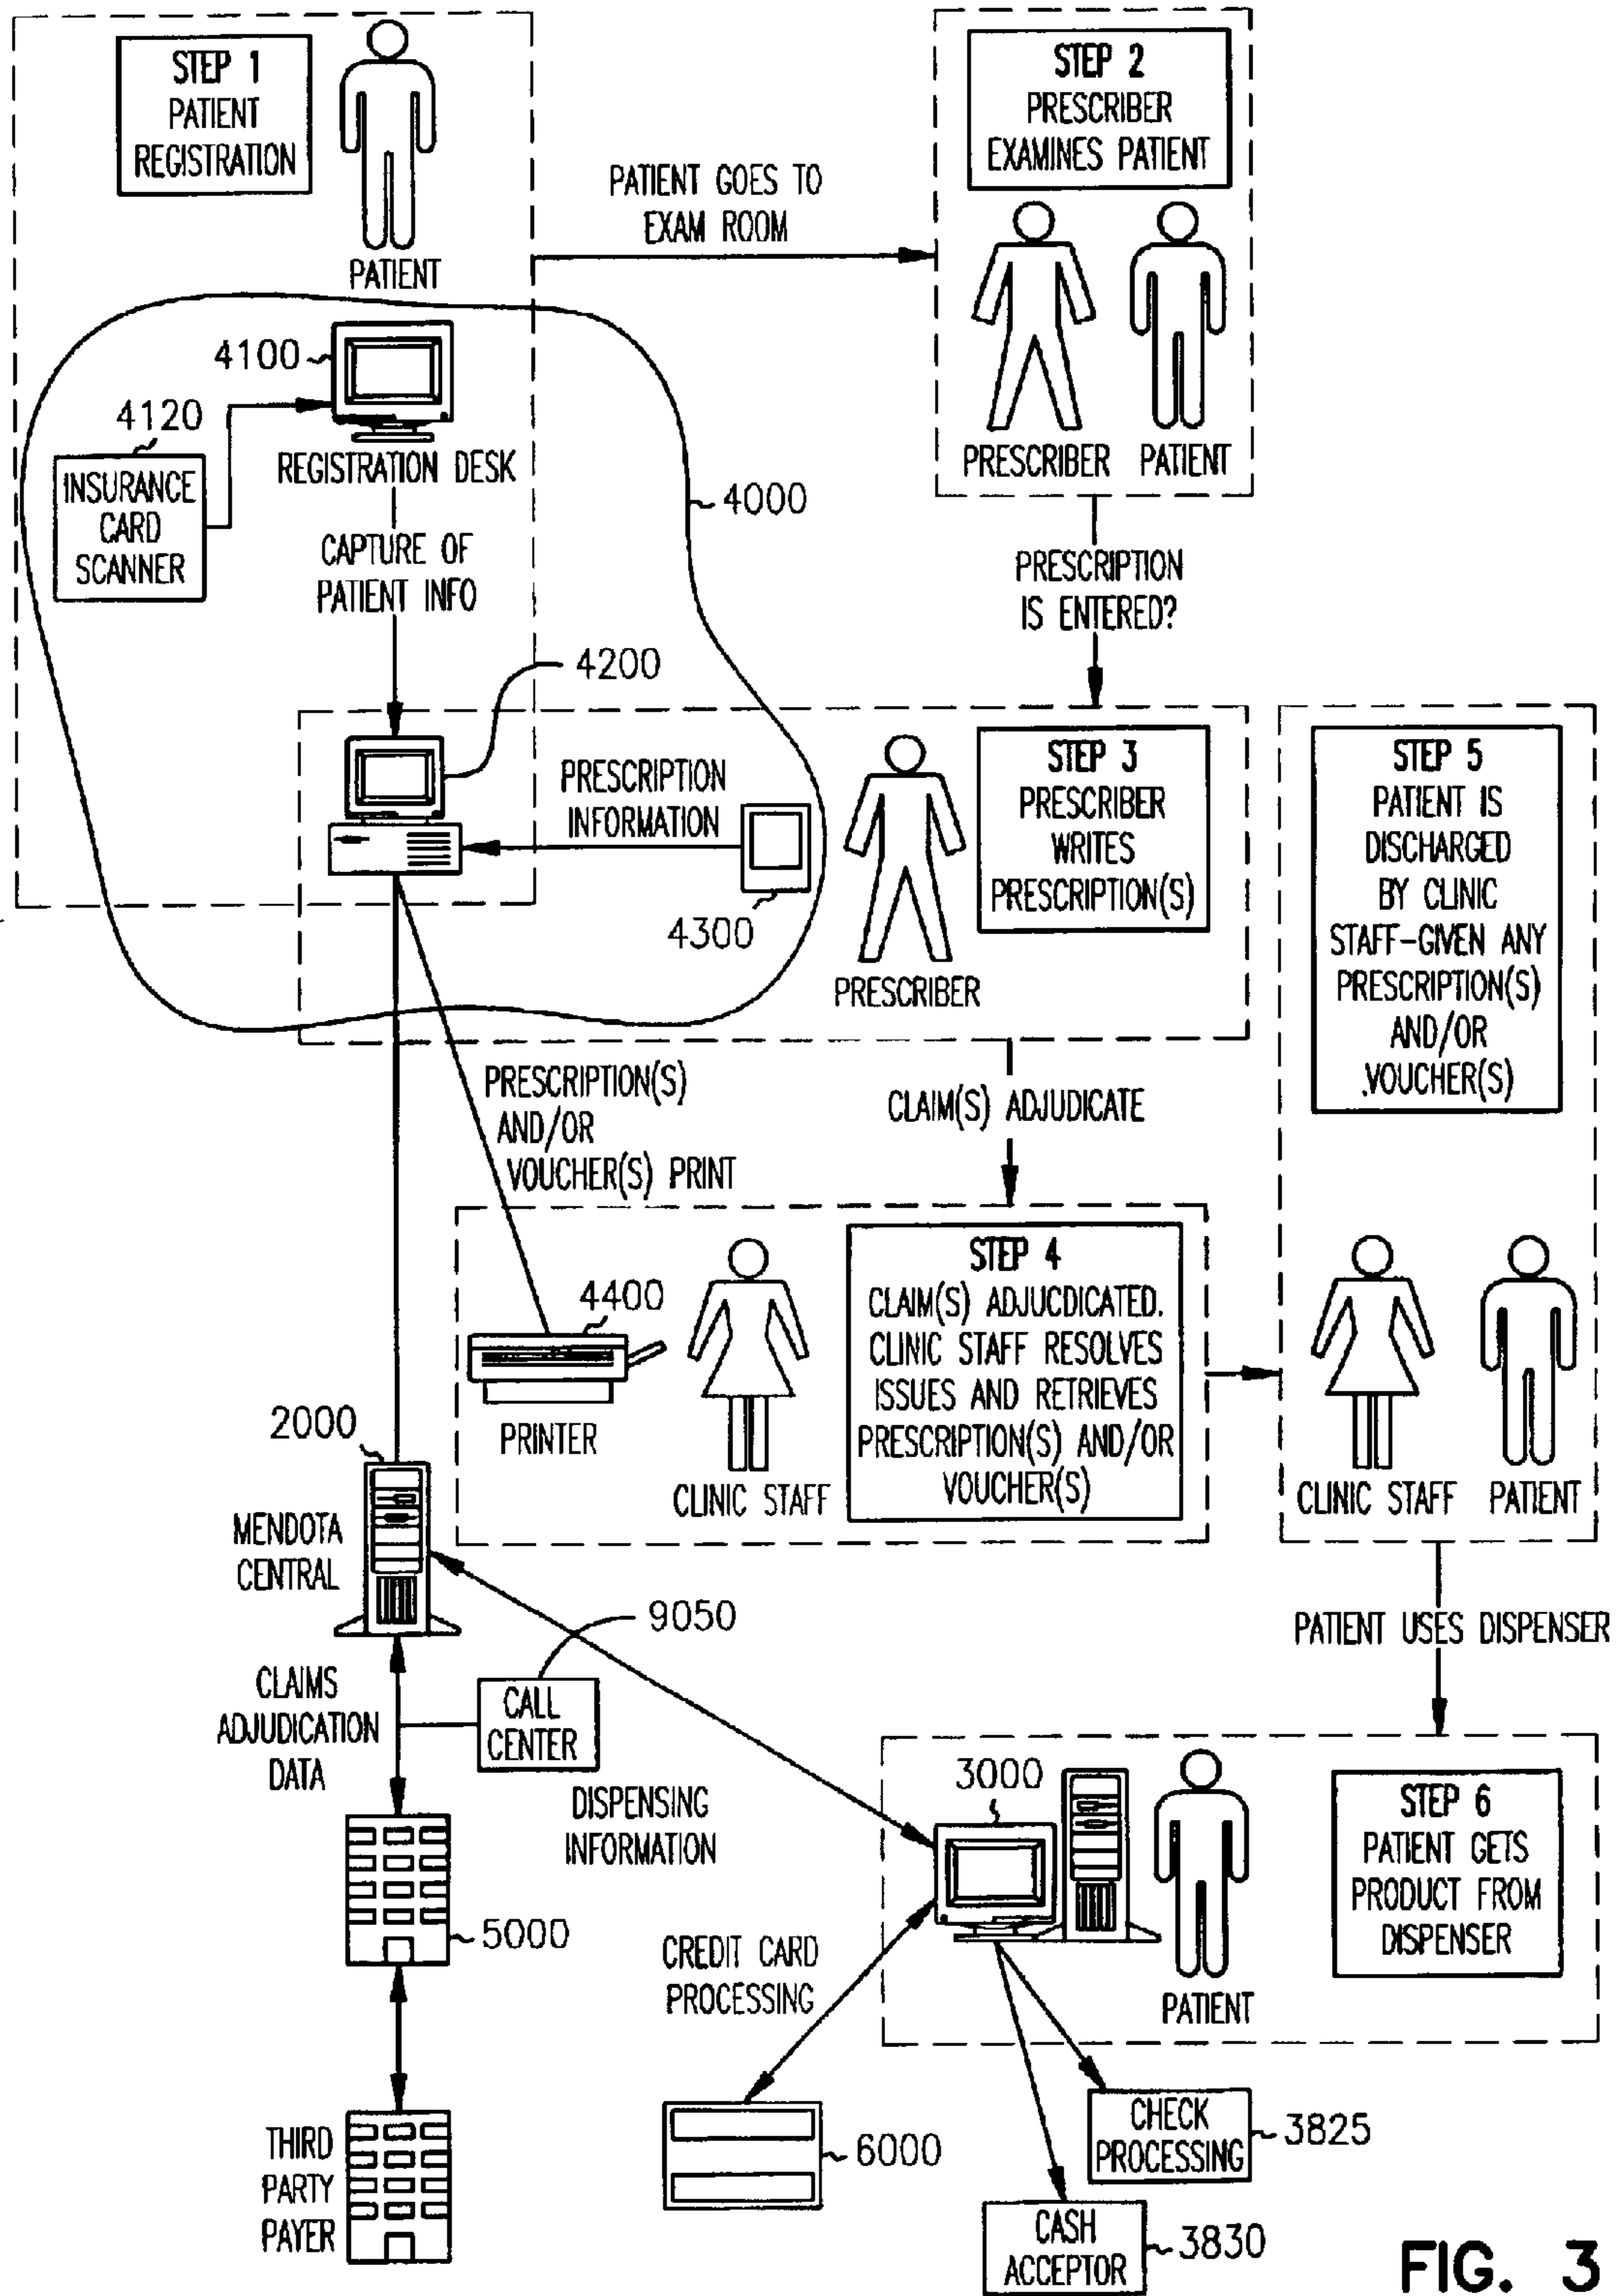 STEP 1
PATIENT
REGISTRATION
PATIENT
STEP 2
PRESCRIBER
EXAMINES PATIENT
PATIENT GOES TO
EXAM ROOM
PRESCRIBER PATIENT
4100
4120
INSURANCE
CARD
SCANNER
REGISTRATION DESK
4000
CAPTURE OF
PATIENT INFO
PRESCRIPTION
IS ENTERED?
4200
PRESCRIPTION
INFORMATION
4300
PRESCRIBER
STEP 3
PRESCRIBER
WRITES
PRESCRIPTION(S)
STEP 5
PATIENT IS
DISCHARGED
BY CLINIC
STAFF-GIVEN ANY
PRESCRIPTION(S)
AND/OR
.VOUCHER(S)
PRESCRIPTION(S)
AND/OR
VOUCHER(S) PRINT
CLAIM(S) ADJUDICATE
4400
PRINTER
CLINIC STAFF
STEP 4
CLAIM(S) ADJUCDICATED.
CLINIC STAFF RESOLVES
ISSUES AND RETRIEVES
PRESCRIPTION(S) AND/OR
VOUCHER(S)
CLINIC STAFF PATIENT
2000
MENDOTA
CENTRAL
9050
PATIENT USES DISPENSER
CLAIMS
ADJUDICATION
DATA
CALL
CENTER
DISPENSING
INFORMATION
3000
PATIENT
STEP 6
PATIENT GETS
PRODUCT FROM
DISPENSER
5000
CREDIT CARD
PROCESSING
THIRD
PARTY
PAYER
6000
CHECK
PROCESSING
3825
CASH
ACCEPTOR
3830
FIG. 3